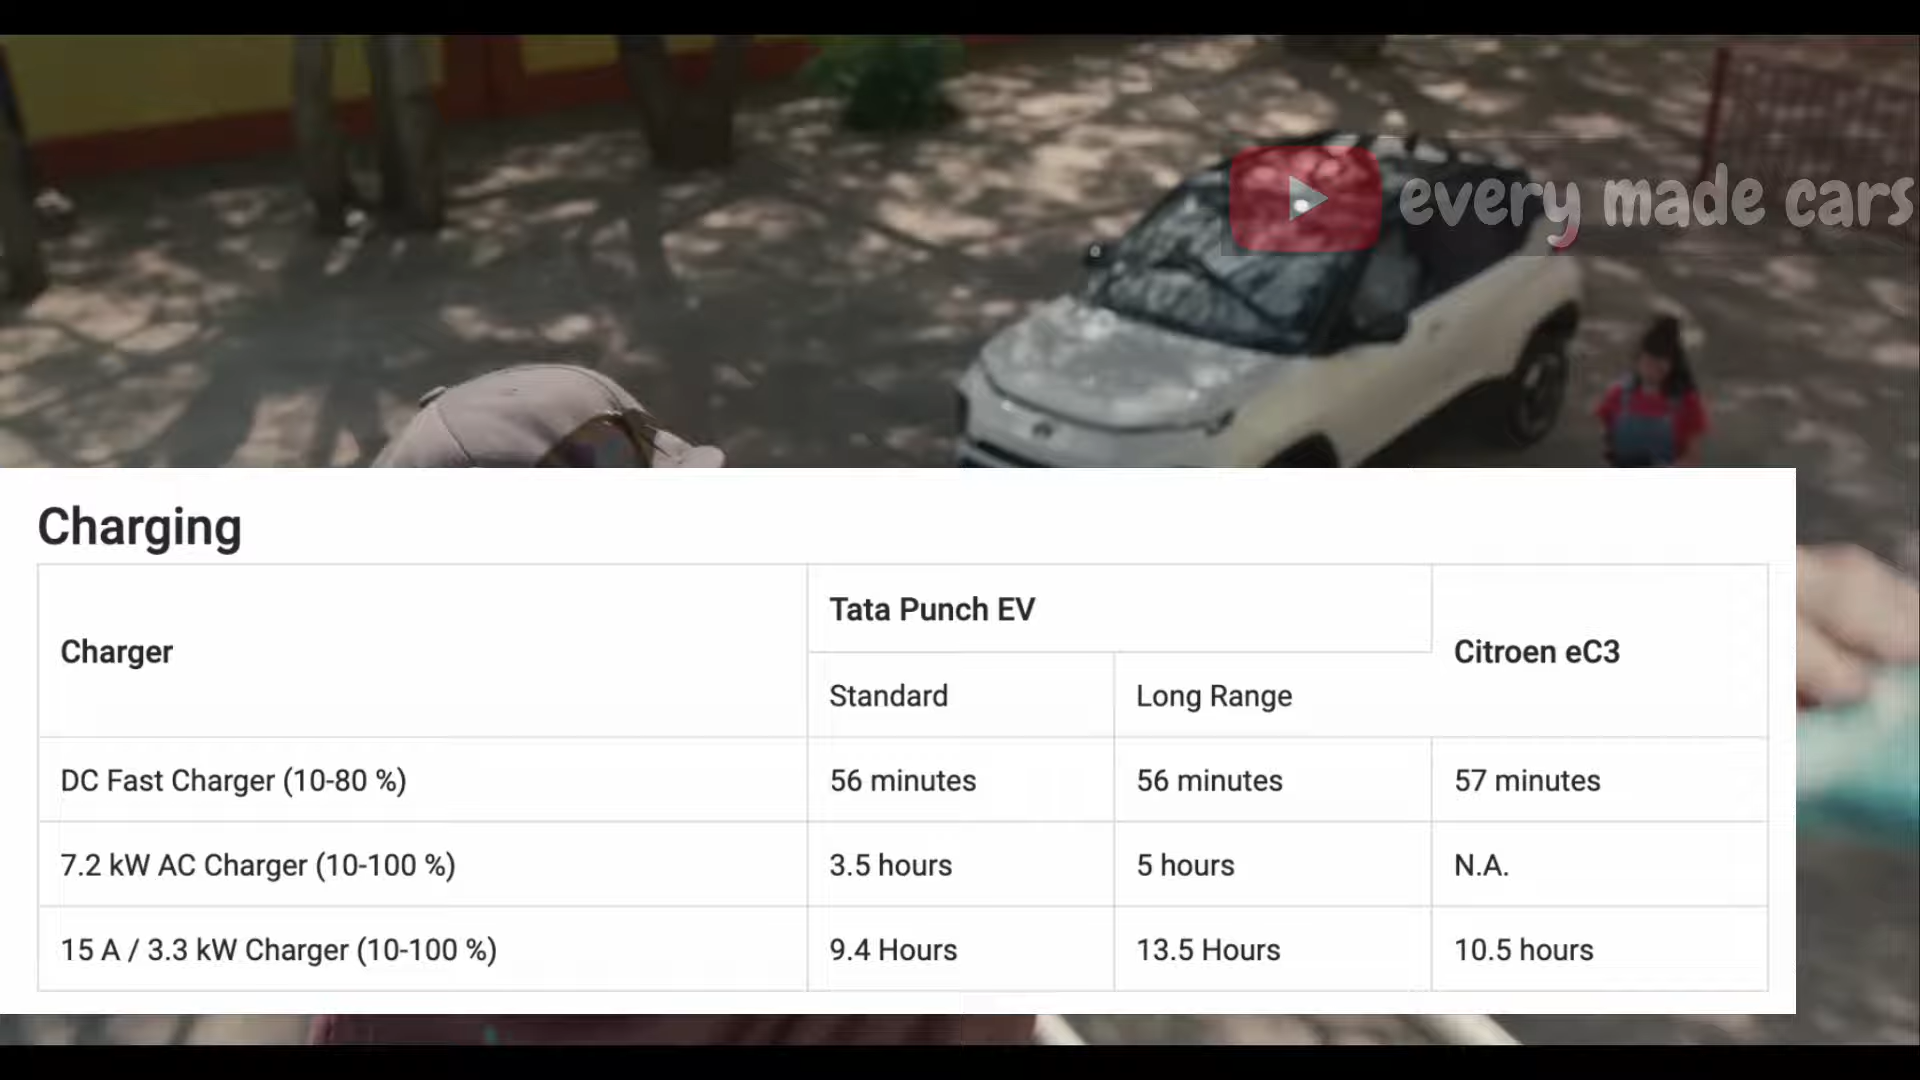 every made cars
Charging
Charger
Tata Punch EV
Citroen eC3
Standard
Long Range
DC Fast Charger (10-80 %)
56 minutes
56 minutes
57 minutes
7.2 kW AC Charger (10-100 %)
3.5 hours
5 hours
N.A.
15 A / 3.3 kW Charger (10-100 %)
9.4 Hours
13.5 Hours
10.5 hours